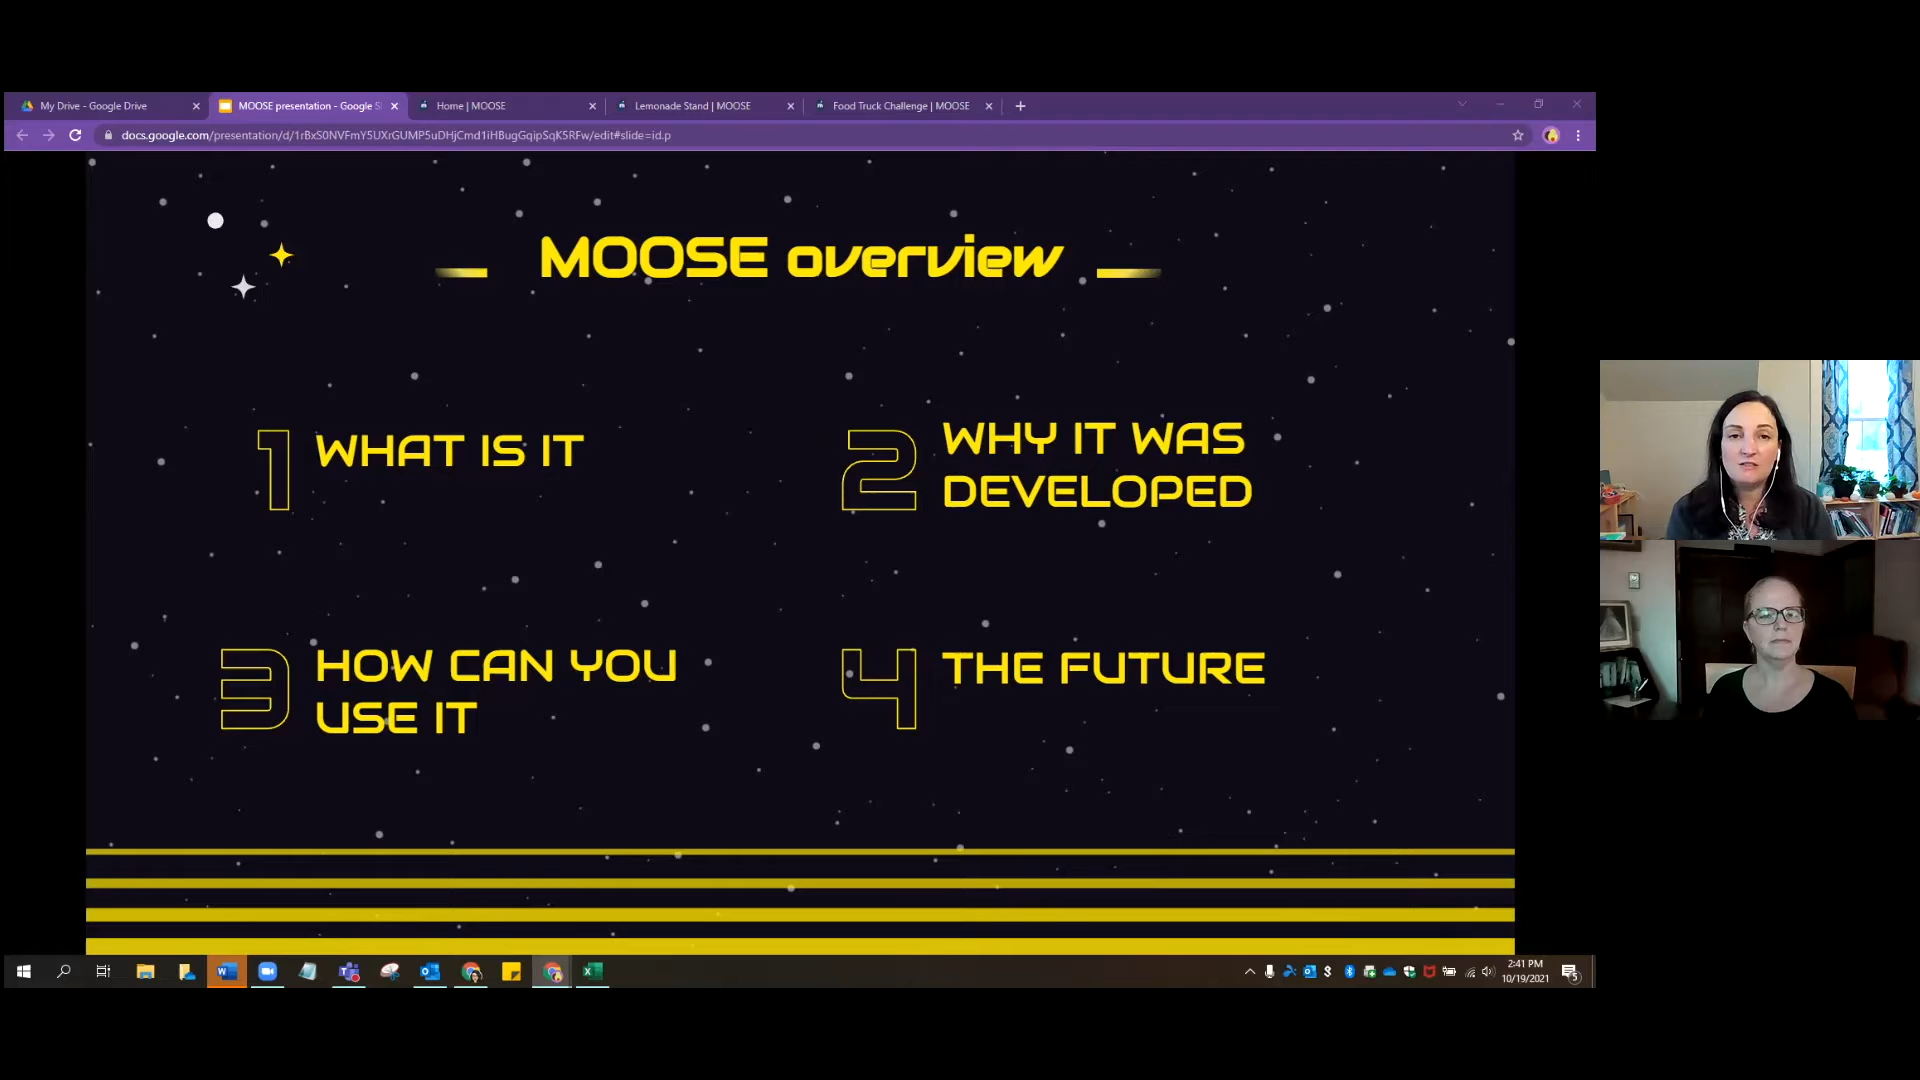 My Drive - Google Drive
MOOSE presentation - Google S
Home | MOOSE
Lemonade Stand | MOOSE
Food Truck Challenge | MOOSE
docs.google.com/presentation/d/1rBxS0NVFmY5UXrGUMP5uDHjCmd1iHBugGqipSqK5RFw/edit#slide=id.p
MOOSE overview
1 WHAT IS IT
2 WHY IT WAS
DEVELOPED
3 HOW CAN YOU
USE IT
4 THE FUTURE
2:41 PM
10/19/2021
5